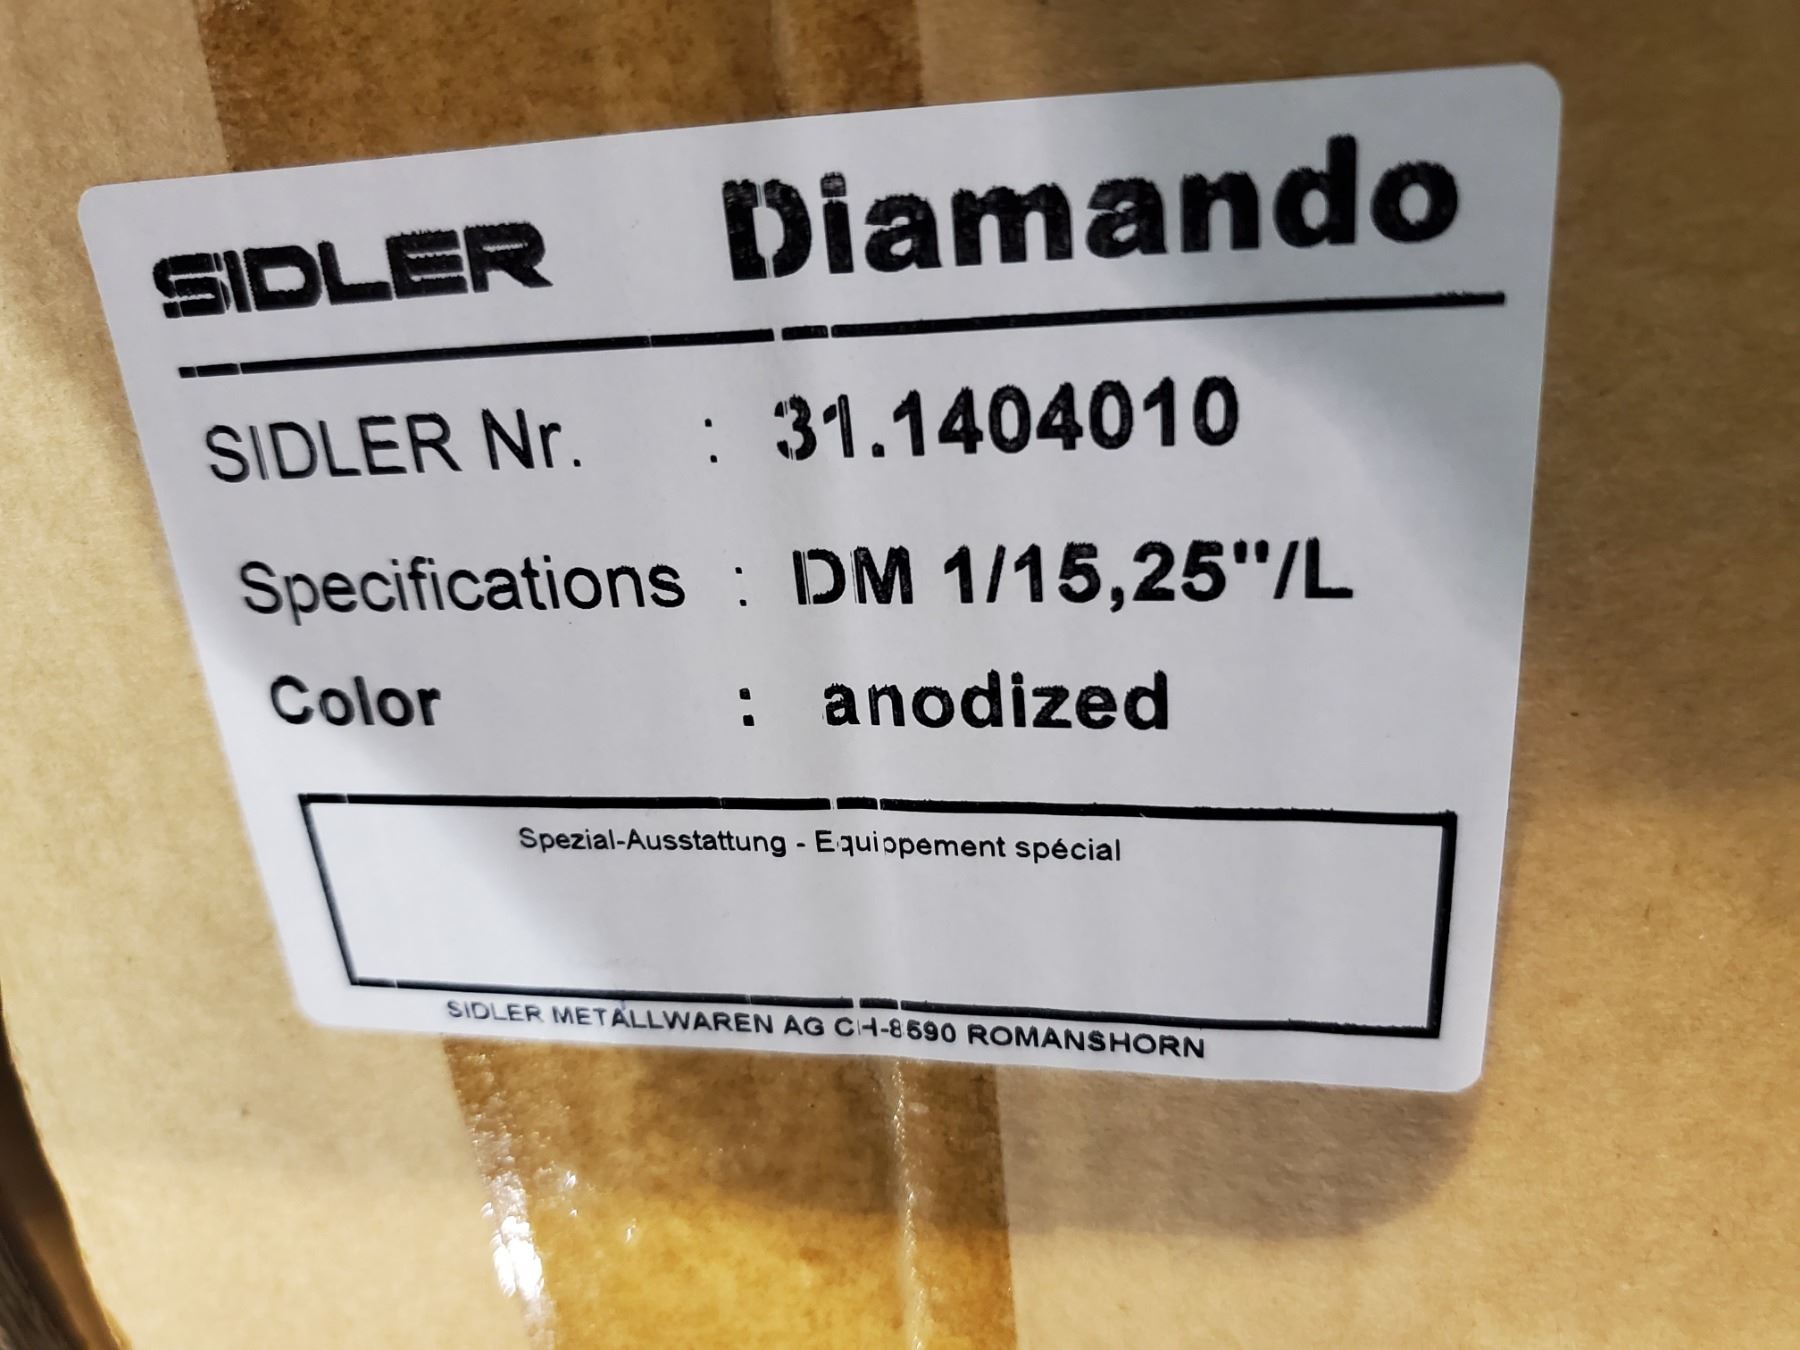 SIDLER Diamando
SIDLER Nr. : 31.1404010
Specifications : DM 1/15,25"/L
Color : anodized
Spezial-Ausstattung - Equippement spécial
SIDLER METALLWAREN AG CH-8590 ROMANSHORN